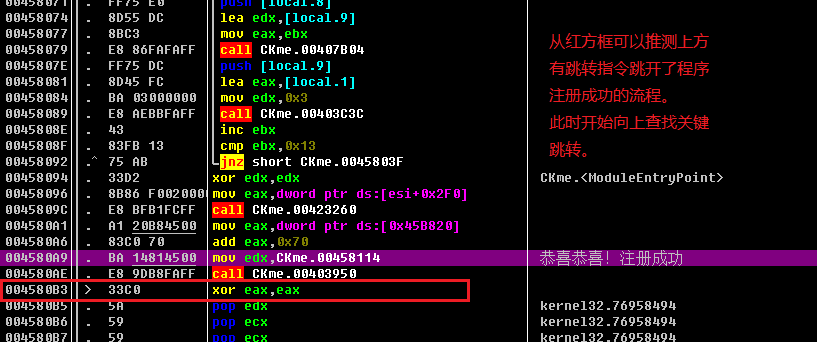 00458071 . FF75 E0 push [local.8]
00458074 . 8D55 DC lea edx,[local.9]
00458077 . 8BC3 mov eax,ebx
00458079 . E8 86FAFAFF call CKme.00407B04
0045807E . FF75 DC push [local.9]
00458081 . 8D45 FC lea eax,[local.1]
00458084 . BA 03000000 mov edx,0x3
00458089 . E8 AEBBFAFF call CKme.00403C3C
0045808E . 43 inc ebx
0045808F . 83FB 13 cmp ebx,0x13
00458092 .^ 75 AB jnz short CKme.0045803F
00458094 . 33D2 xor edx,edx CKme.<ModuleEntryPoint>
00458096 . 8B86 F0020000 mov eax,dword ptr ds:[esi+0x2F0]
0045809C . E8 BFB1FCFF call CKme.00423260
004580A1 . A1 20B84500 mov eax,dword ptr ds:[0x45B820]
004580A6 . 83C0 70 add eax,0x70
004580A9 . BA 14814500 mov edx,CKme.00458114 恭喜恭喜！注册成功
004580AE . E8 9DB8FAFF call CKme.00403950
004580B3 > 33C0 xor eax,eax
004580B5 . 5A pop edx kernel32.76958494
004580B6 . 59 pop ecx kernel32.76958494
004580B7 . 59 pop ecx kernel32.76958494
从红方框可以推测上方
有跳转指令跳开了程序
注册成功的流程。
此时开始向上查找关键
跳转。